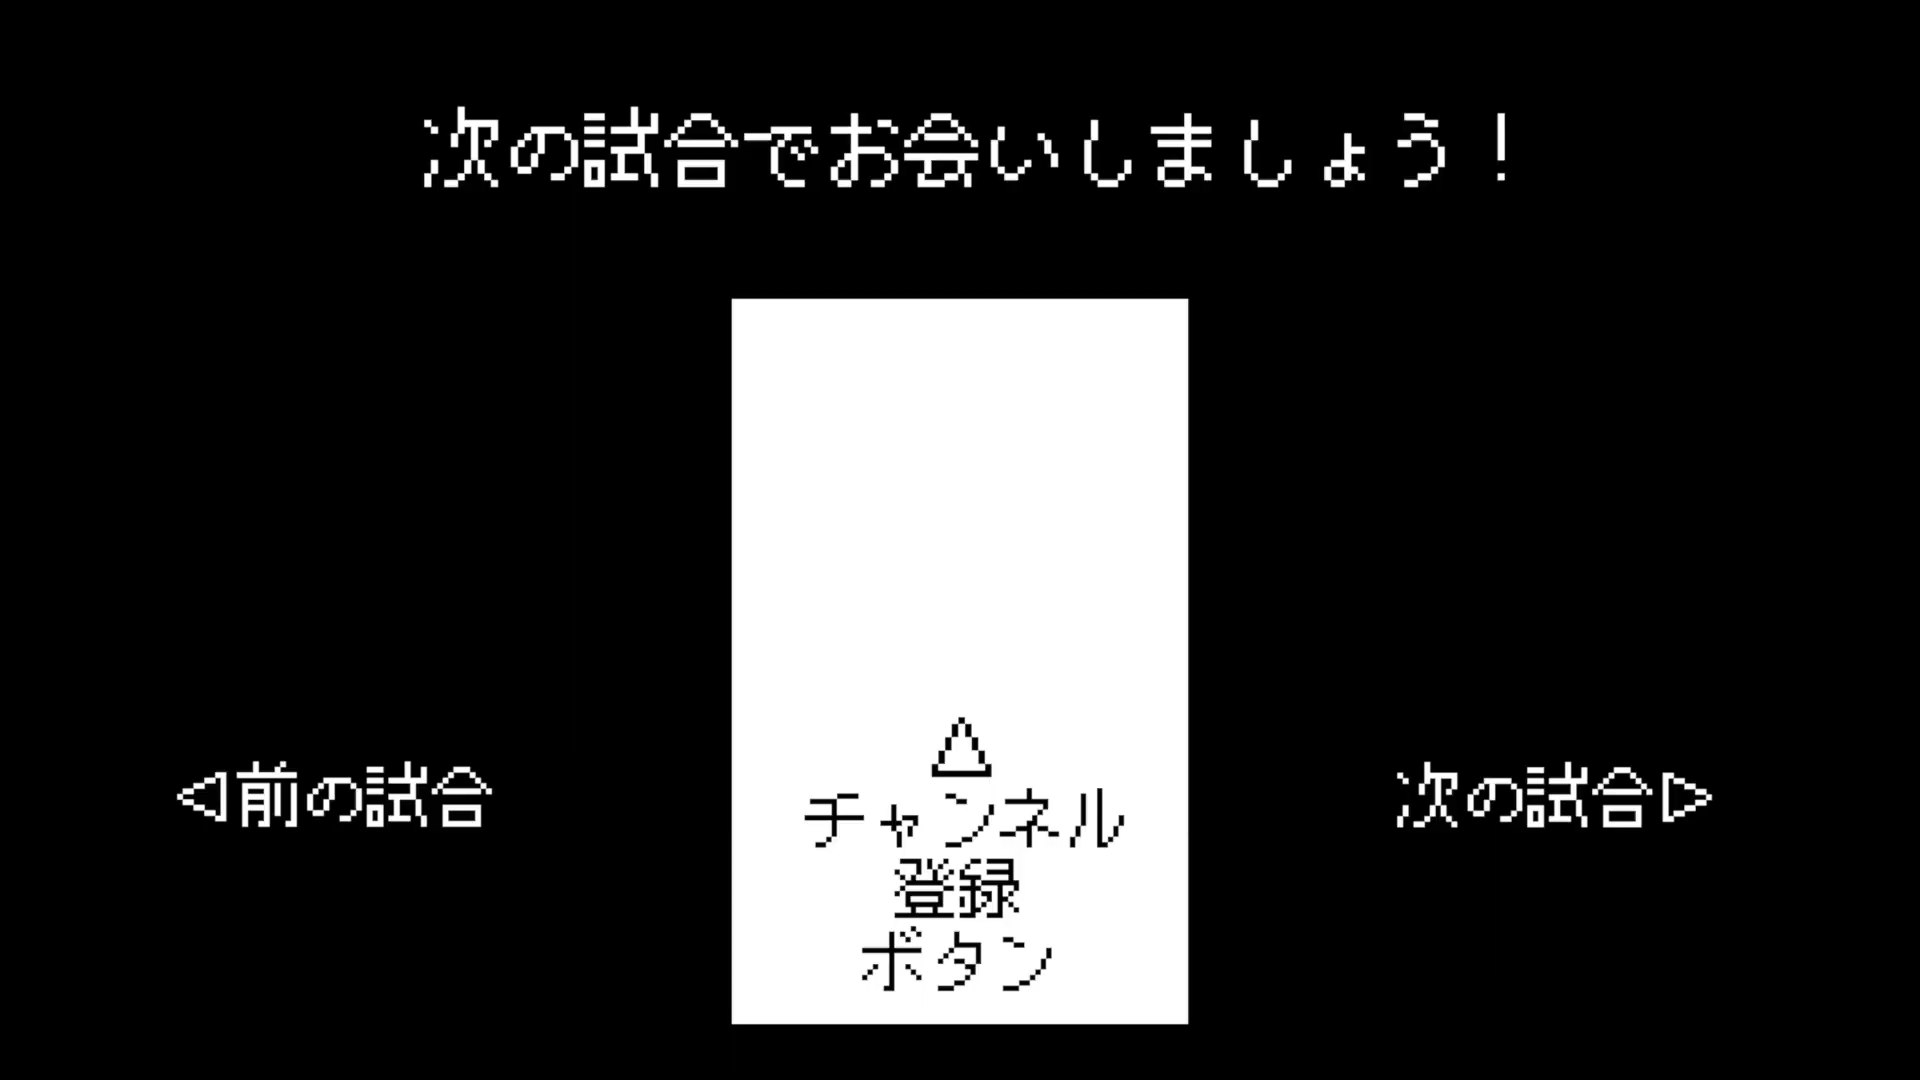 次の試合でお会いしましょう！
◁前の試合
△
チャンネル
登録
ボタン
次の試合▷